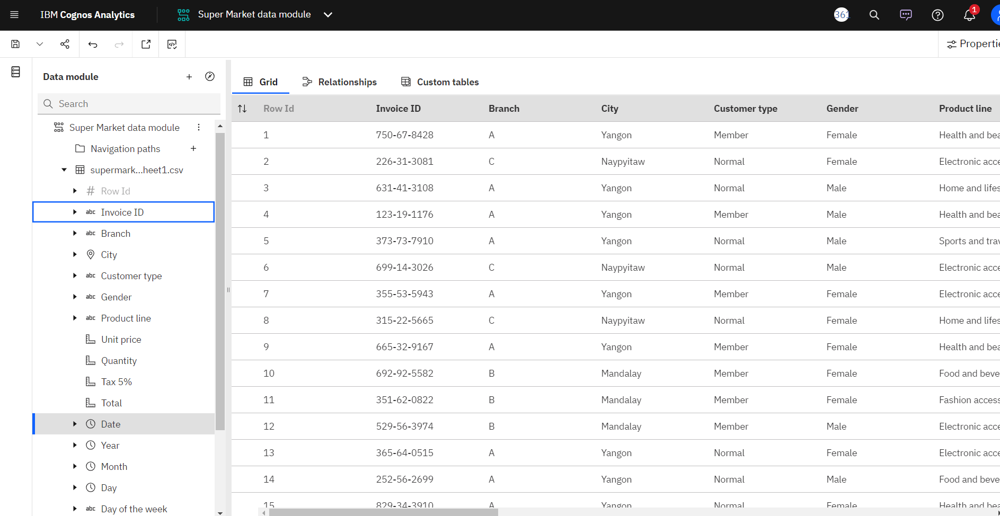 IBM Cognos Analytics
Super Market data module
361
1
Properti
Data module
Search
Super Market data module
Navigation paths
supermark...heet1.csv
Row Id
abc Invoice ID
abc Branch
City
abc Customer type
abc Gender
abc Product line
Unit price
Quantity
Tax 5%
Total
Date
Year
Month
Day
abc Day of the week
Grid Relationships Custom tables
Row Id Invoice ID Branch City Customer type Gender Product line
1 750-67-8428 A Yangon Member Female Health and bea
2 226-31-3081 C Naypyitaw Normal Female Electronic acce
3 631-41-3108 A Yangon Normal Male Home and lifes
4 123-19-1176 A Yangon Member Male Health and bea
5 373-73-7910 A Yangon Normal Male Sports and trav
6 699-14-3026 C Naypyitaw Normal Male Electronic acce
7 355-53-5943 A Yangon Member Female Electronic acce
8 315-22-5665 C Naypyitaw Normal Female Home and lifes
9 665-32-9167 A Yangon Member Female Health and bea
10 692-92-5582 B Mandalay Member Female Food and beve
11 351-62-0822 B Mandalay Member Female Fashion access
12 529-56-3974 B Mandalay Member Male Electronic acce
13 365-64-0515 A Yangon Normal Female Electronic acce
14 252-56-2699 A Yangon Normal Male Food and beve
15 829-34-3910 A Yangon Normal Female Health and bea